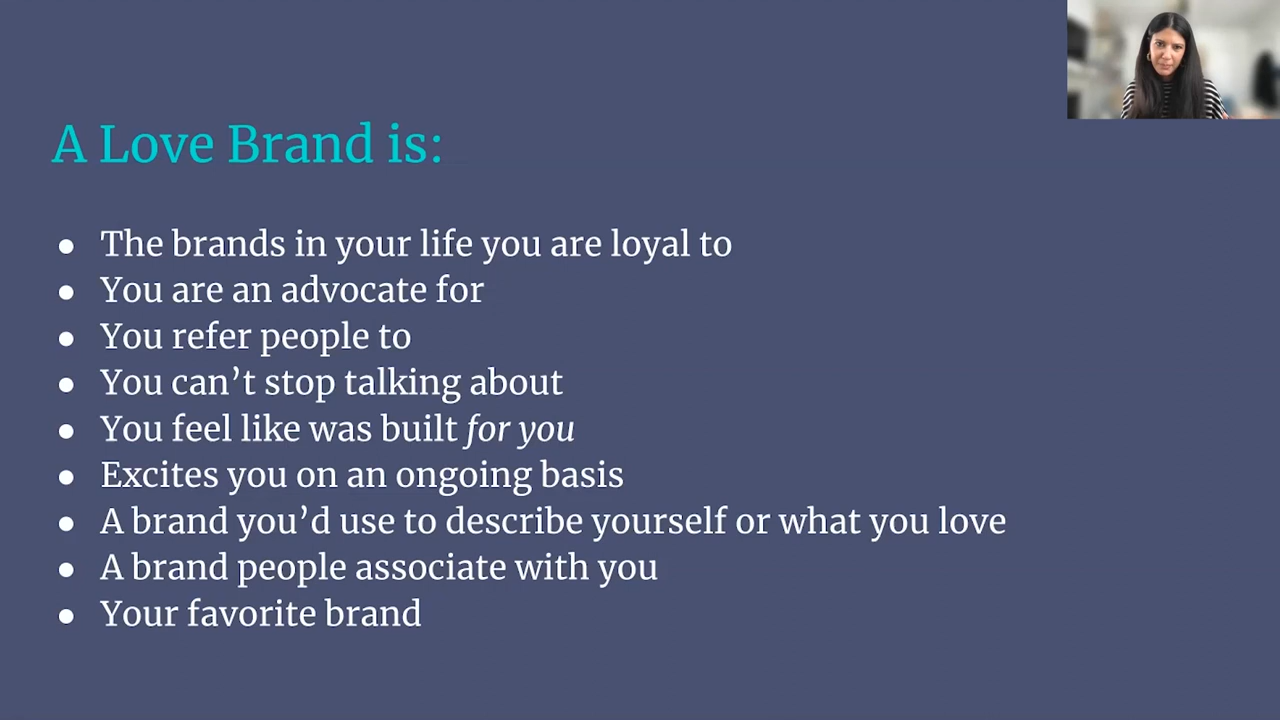 A Love Brand is:
● The brands in your life you are loyal to
● You are an advocate for
● You refer people to
● You can’t stop talking about
● You feel like was built for you
● Excites you on an ongoing basis
● A brand you’d use to describe yourself or what you love
● A brand people associate with you
● Your favorite brand